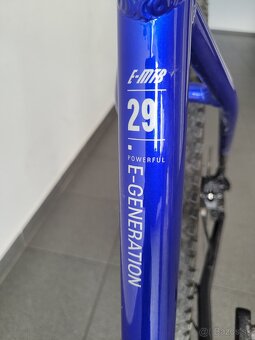 E-MTB
29
POWERFUL
E-GENERATION